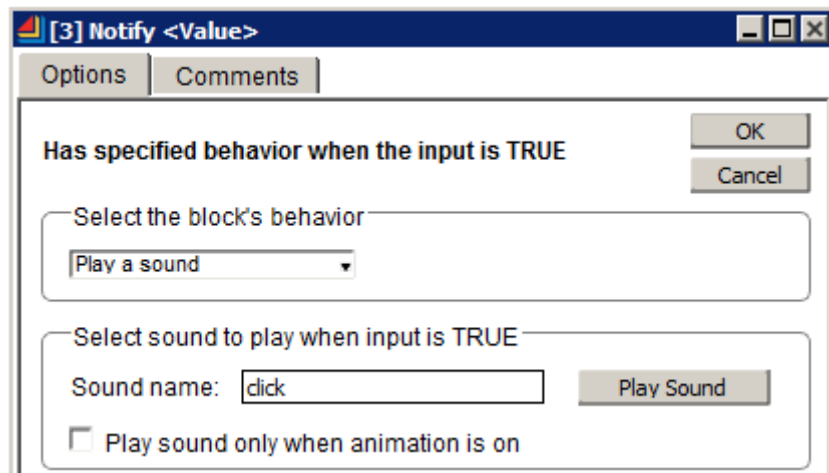 [3] Notify <Value>
Options Comments
OK
Has specified behavior when the input is TRUE
Cancel
Select the block's behavior
Play a sound
Select sound to play when input is TRUE
Sound name: click Play Sound
Play sound only when animation is on